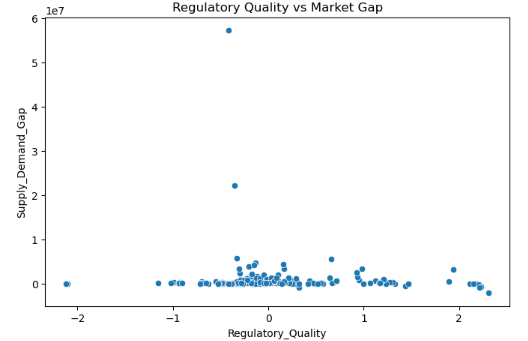 Regulatory Quality vs Market Gap
1e7
6
5
4
3
2
1
0
Supply_Demand_Gap
−2 −1 0 1 2
Regulatory_Quality